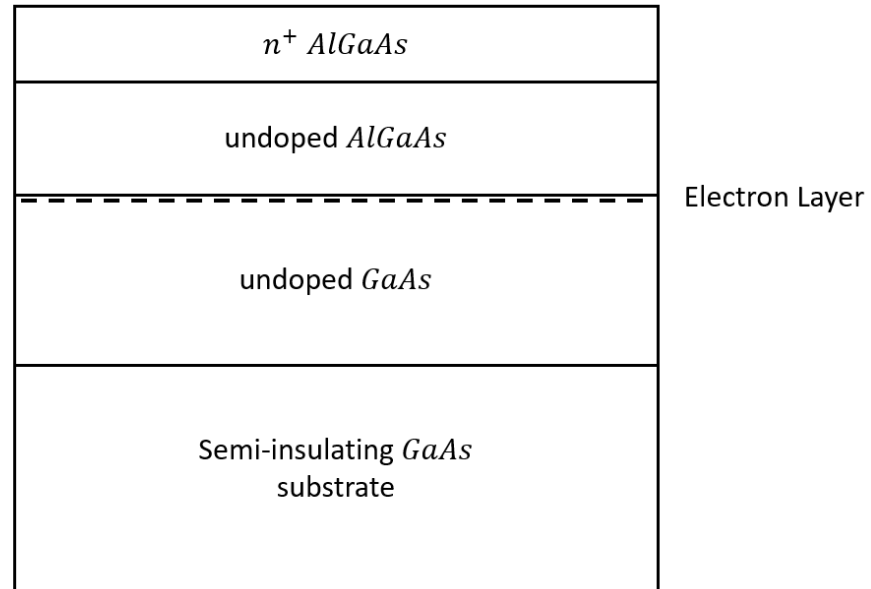 n⁺ AlGaAs
undoped AlGaAs
Electron Layer
undoped GaAs
Semi-insulating GaAs
substrate